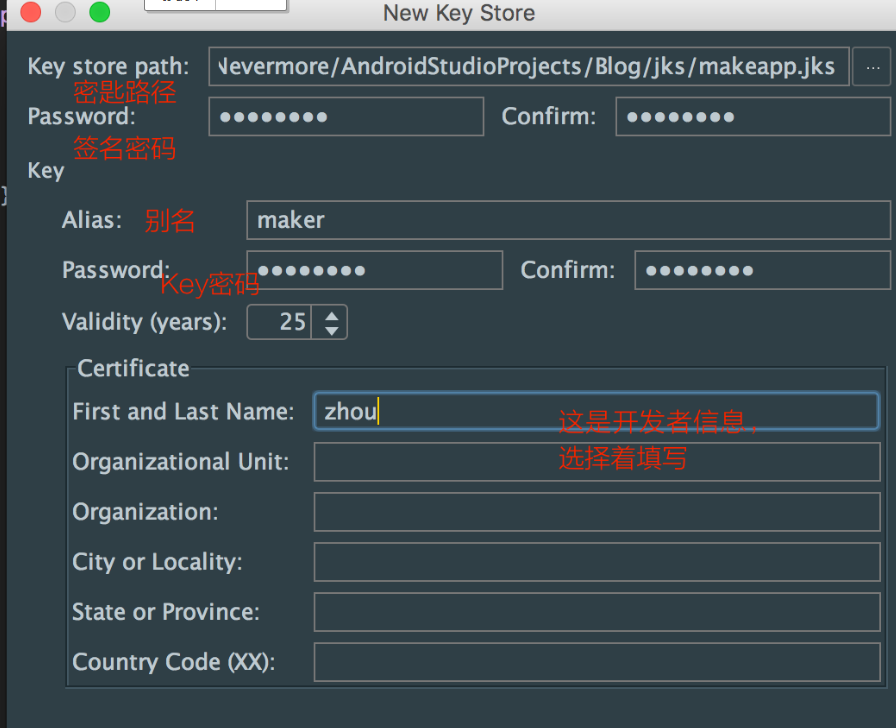 New Key Store
Key store path: Nevermore/AndroidStudioProjects/Blog/jks/makeapp.jks ...
密匙路径
Password: ●●●●●●●● Confirm: ●●●●●●●●
签名密码
Key
Alias: 别名 maker
Password: ●●●●●●●● Confirm: ●●●●●●●●
Key密码
Validity (years): 25
Certificate
First and Last Name: zhou
这是开发者信息，
Organizational Unit: 选择着填写
Organization:
City or Locality:
State or Province:
Country Code (XX):